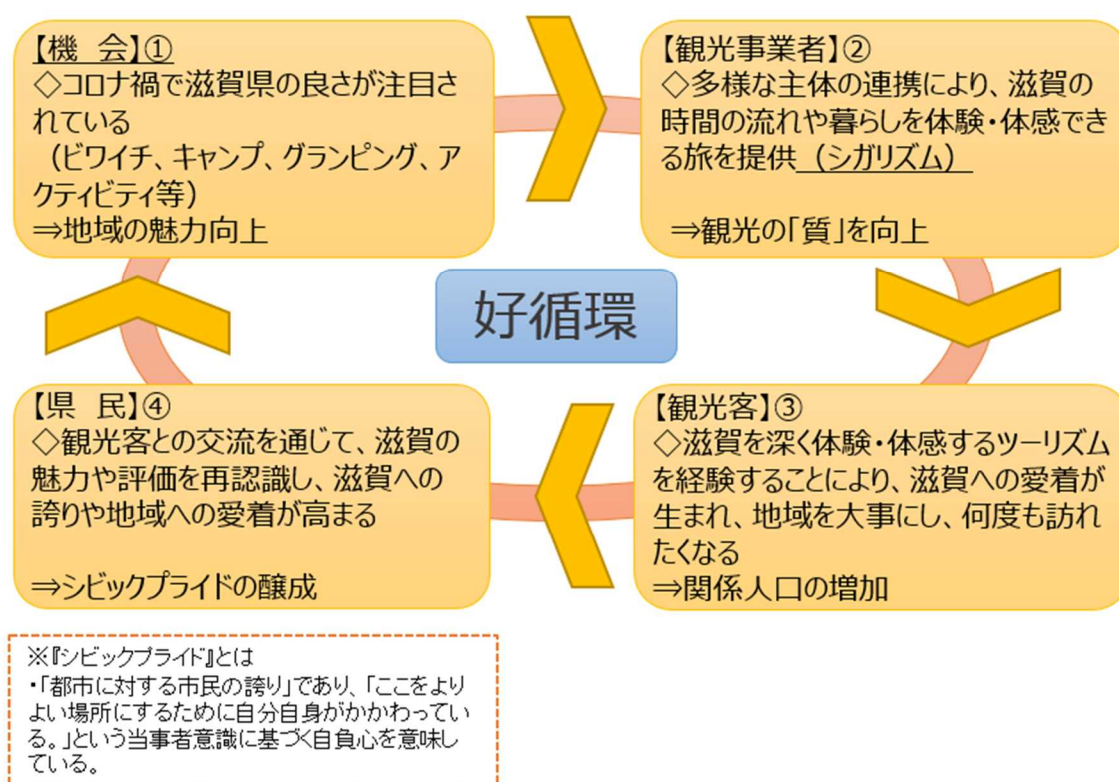 【機　会】①
◇コロナ禍で滋賀県の良さが注目さ
れている
（ビワイチ、キャンプ、グランピング、ア
クティビティ等）
⇒地域の魅力向上
【観光事業者】②
◇多様な主体の連携により、滋賀の
時間の流れや暮らしを体験・体感でき
る旅を提供（シガリズム）
⇒観光の「質」を向上
好循環
【観光客】③
◇滋賀を深く体験・体感するツーリズム
を経験することにより、滋賀への愛着が
生まれ、地域を大事にし、何度も訪れ
たくなる
⇒関係人口の増加
【県　民】④
◇観光客との交流を通じて、滋賀の
魅力や評価を再認識し、滋賀への
誇りや地域への愛着が高まる
⇒シビックプライドの醸成
※『シビックプライド』とは
・「都市に対する市民の誇り」であり、「ここをより
よい場所にするために自分自身がかかわってい
る。」という当事者意識に基づく自負心を意味し
ている。